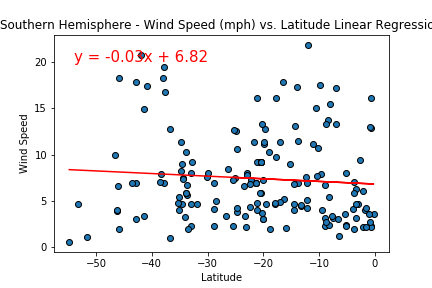 Southern Hemisphere - Wind Speed (mph) vs. Latitude Linear Regressio
y = -0.03x + 6.82
20
15
10
5
0
Wind Speed
−50
−40
−30
−20
−10
0
Latitude